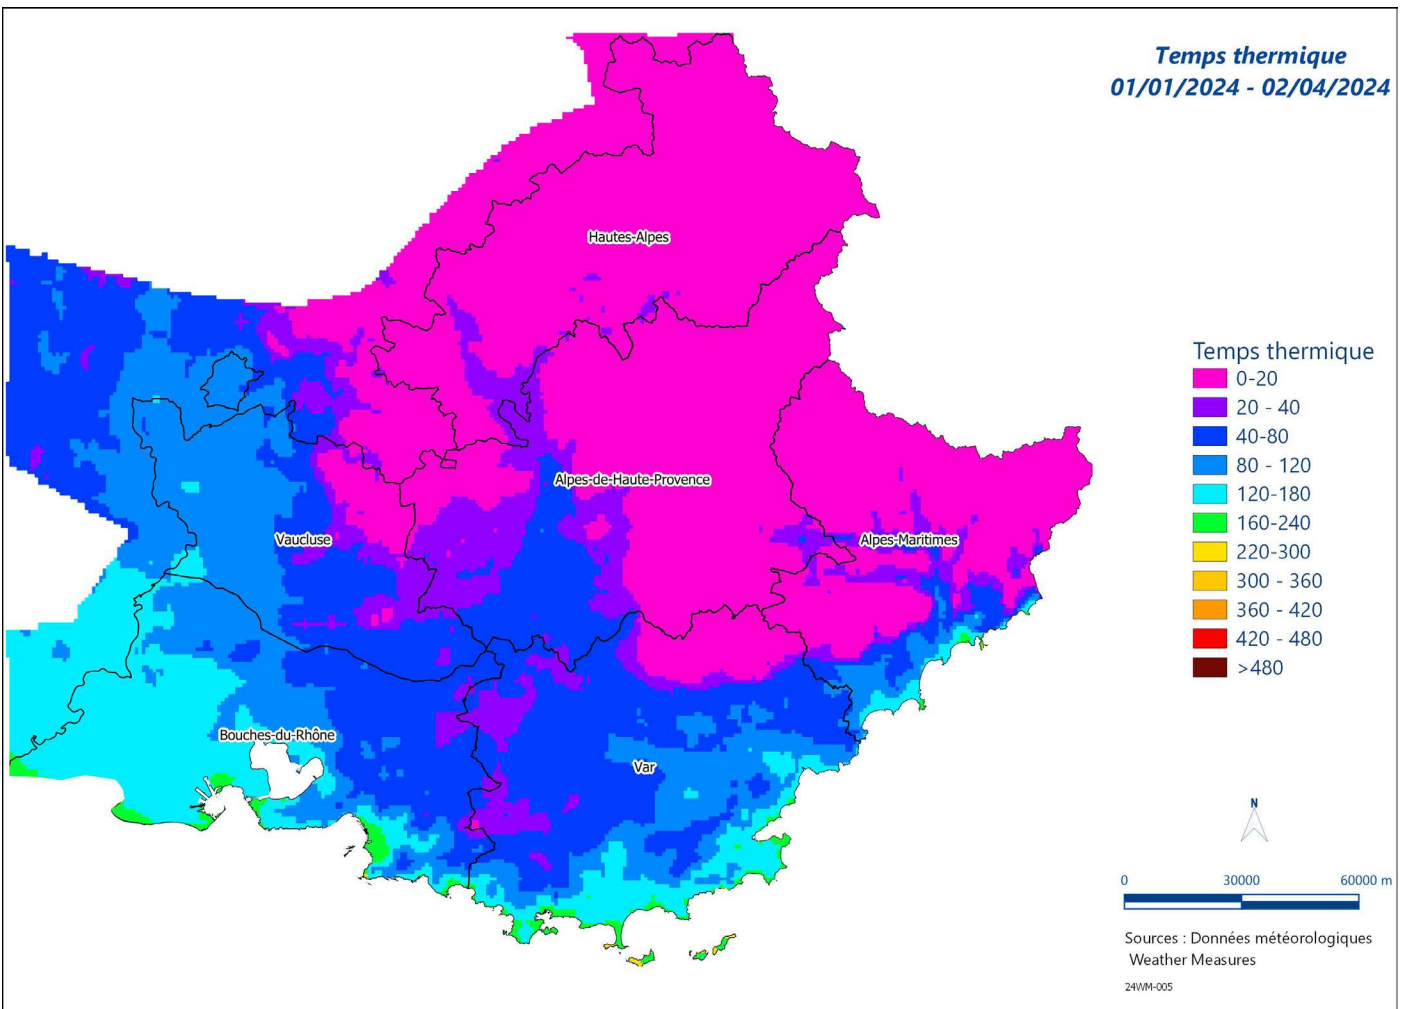 Temps thermique
01/01/2024 - 02/04/2024
Hautes-Alpes
Alpes-de-Haute-Provence
Vaucluse
Alpes-Maritimes
Bouches-du-Rhône
Var
Temps thermique
0-20
20 - 40
40-80
80 - 120
120-180
160-240
220-300
300 - 360
360 - 420
420 - 480
>480
N
0 30000 60000 m
Sources : Données météorologiques
Weather Measures
24WM-005